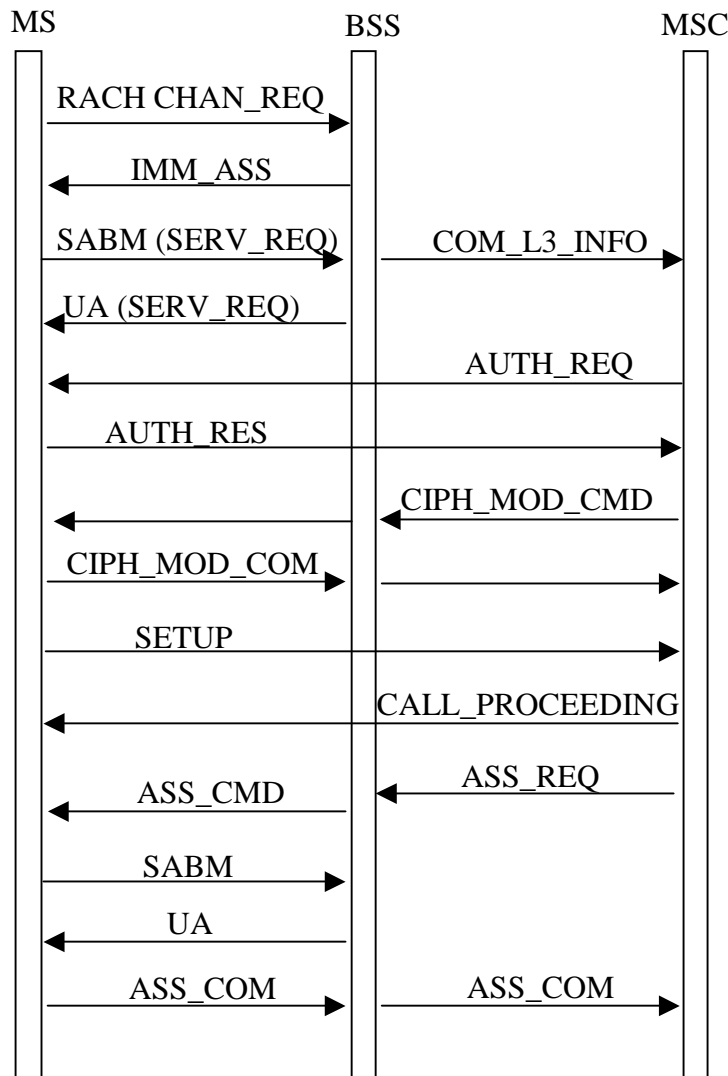 MS BSS MSC
RACH CHAN_REQ
IMM_ASS
SABM (SERV_REQ) COM_L3_INFO
UA (SERV_REQ)
AUTH_REQ
AUTH_RES
CIPH_MOD_CMD
CIPH_MOD_COM
SETUP
CALL_PROCEEDING
ASS_REQ
ASS_CMD
SABM
UA
ASS_COM ASS_COM